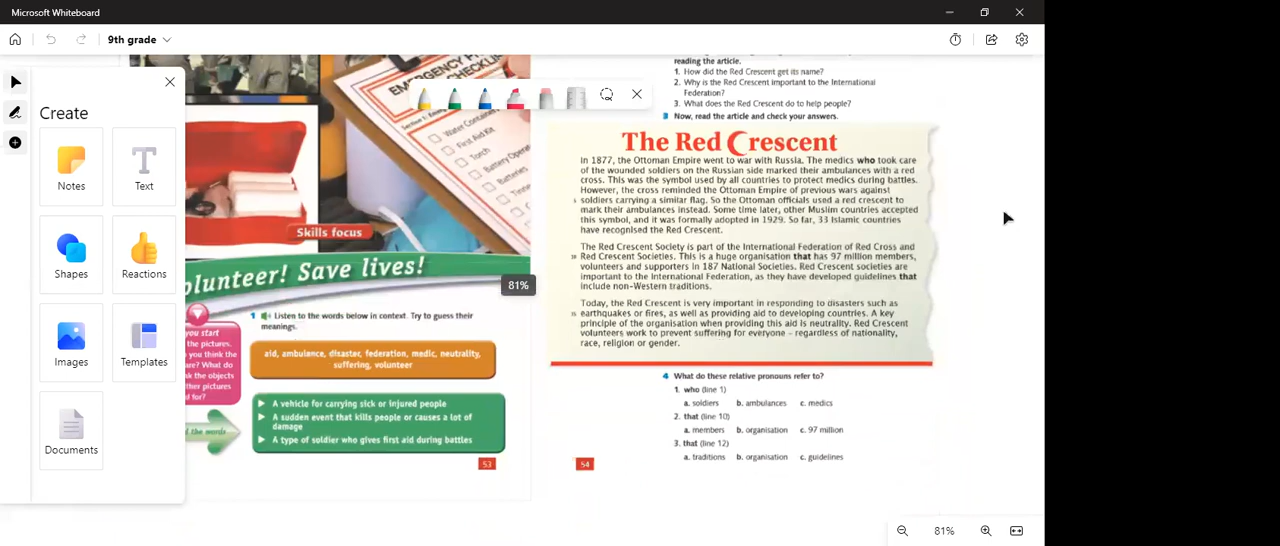 Microsoft Whiteboard
9th grade
Create
Notes
Text
Shapes
Reactions
Images
Templates
Documents
EMERGENCY
CHECKLIST
Section 1:
Water Container
First Aid Kit
Torch
Battery Opera
Batteries
Skills focus
olunteer! Save lives!
you start
the pictures.
you think the
are? What do
nk the objects
ther pictures
d for?
d the words
1 Listen to the words below in context. Try to guess their
meanings.
aid, ambulance, disaster, federation, medic, neutrality,
suffering, volunteer
A vehicle for carrying sick or injured people
A sudden event that kills people or causes a lot of
damage
A type of soldier who gives first aid during battles
53
81%
reading the article.
1. How did the Red Crescent get its name?
2. Why is the Red Crescent important to the International
Federation?
3. What does the Red Crescent do to help people?
3 Now, read the article and check your answers.
The Red Crescent
In 1877, the Ottoman Empire went to war with Russia. The medics who took care
of the wounded soldiers on the Russian side marked their ambulances with a red
cross. This was the symbol used by all countries to protect medics during battles.
However, the cross reminded the Ottoman Empire of previous wars against
5 soldiers carrying a similar flag. So the Ottoman officials used a red crescent to
mark their ambulances instead. Some time later, other Muslim countries accepted
this symbol, and it was formally adopted in 1929. So far, 33 Islamic countries
have recognised the Red Crescent.
The Red Crescent Society is part of the International Federation of Red Cross and
10 Red Crescent Societies. This is a huge organisation that has 97 million members,
volunteers and supporters in 187 National Societies. Red Crescent societies are
important to the International Federation, as they have developed guidelines that
include non-Western traditions.
Today, the Red Crescent is very important in responding to disasters such as
15 earthquakes or fires, as well as providing aid to developing countries. A key
principle of the organisation when providing this aid is neutrality. Red Crescent
volunteers work to prevent suffering for everyone – regardless of nationality,
race, religion or gender.
4 What do these relative pronouns refer to?
1. who (line 1)
a. soldiers b. ambulances c. medics
2. that (line 10)
a. members b. organisation c. 97 million
3. that (line 12)
a. traditions b. organisation c. guidelines
54
81%